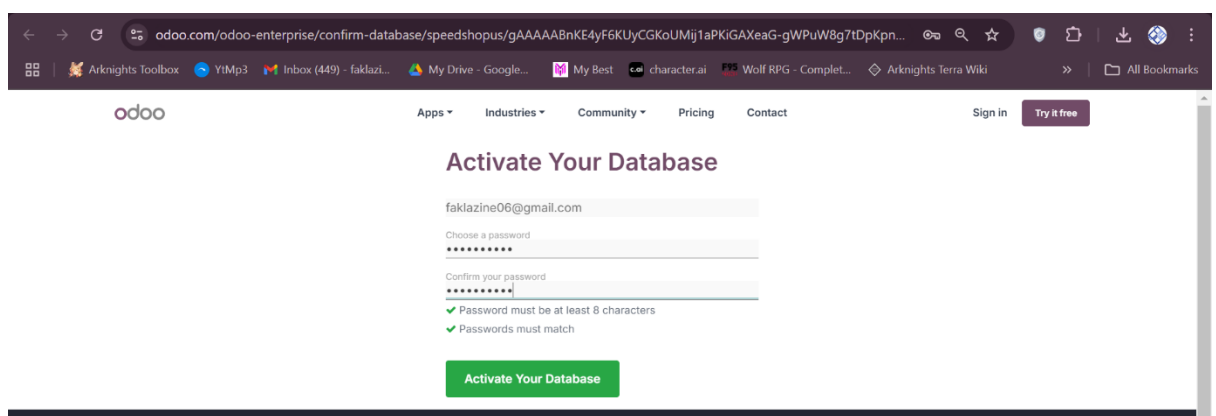 odoo.com/odoo-enterprise/confirm-database/speedshopus/gAAAAABnKE4yF6KUyCGKoUMij1aPKiGAXeaG-gWPuW8g7tDpKpn...
Arknights Toolbox YtMp3 Inbox (449) - faklazi... My Drive - Google... My Best c.ai character.ai F95 Wolf RPG - Complet... Arknights Terra Wiki » All Bookmarks
odoo Apps Industries Community Pricing Contact Sign in Try it free
Activate Your Database
faklazine06@gmail.com
Choose a password
••••••••••
Confirm your password
••••••••••
Password must be at least 8 characters
Passwords must match
Activate Your Database